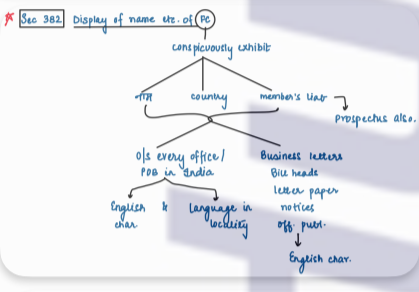 Sec 382 Display of name etc. of FC
conspicuously exhibit
नाम country member's liab
Prospectus also.
o/s every office/
POB in India
English & Language in
char locality
Business letters
Bill heads
letter paper
notices
off. publ.
English char.